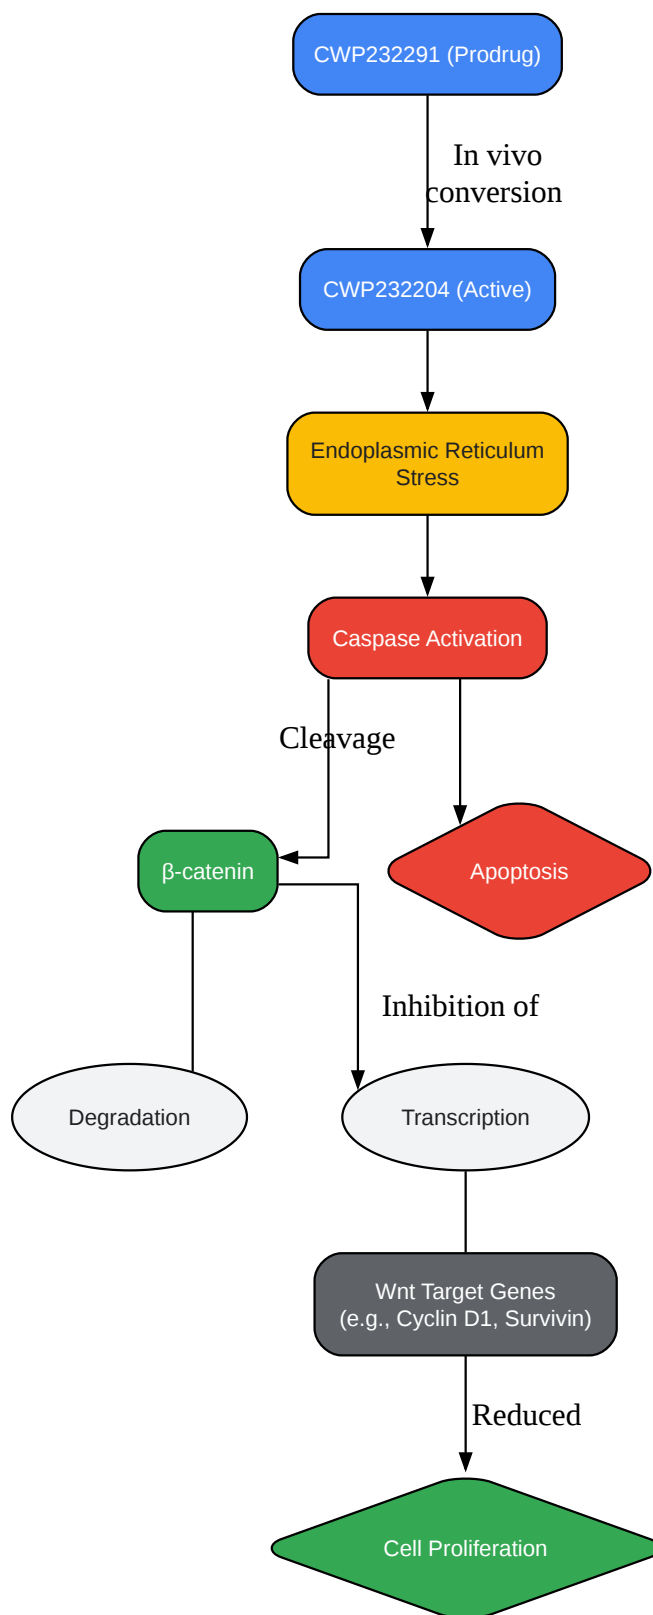 CWP232291 (Prodrug)
In vivo
conversion
CWP232204 (Active)
Endoplasmic Reticulum
Stress
Caspase Activation
Cleavage
β-catenin
Apoptosis
Inhibition of
Degradation
Transcription
Wnt Target Genes
(e.g., Cyclin D1, Survivin)
Reduced
Cell Proliferation